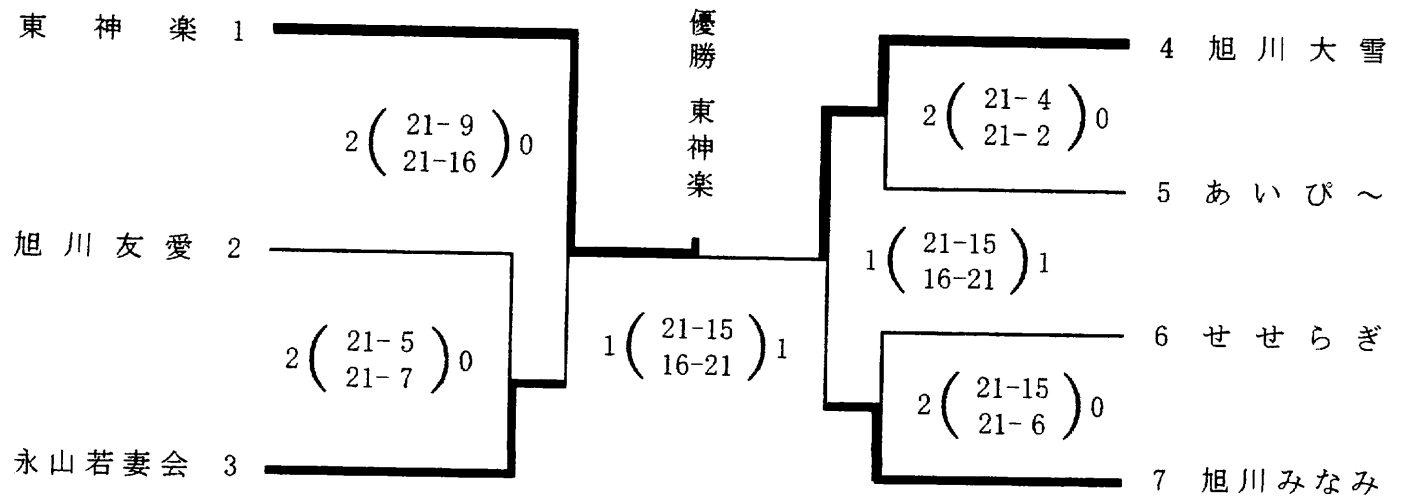 東神楽 1
2 ( 21-9 21-16 ) 0
旭川友愛 2
2 ( 21-5 21-7 ) 0
永山若妻会 3
優勝 東神楽
1 ( 21-15 16-21 ) 1
4 旭川大雪
2 ( 21-4 21-2 ) 0
5 あいぴ〜
1 ( 21-15 16-21 ) 1
6 せせらぎ
2 ( 21-15 21-6 ) 0
7 旭川みなみ